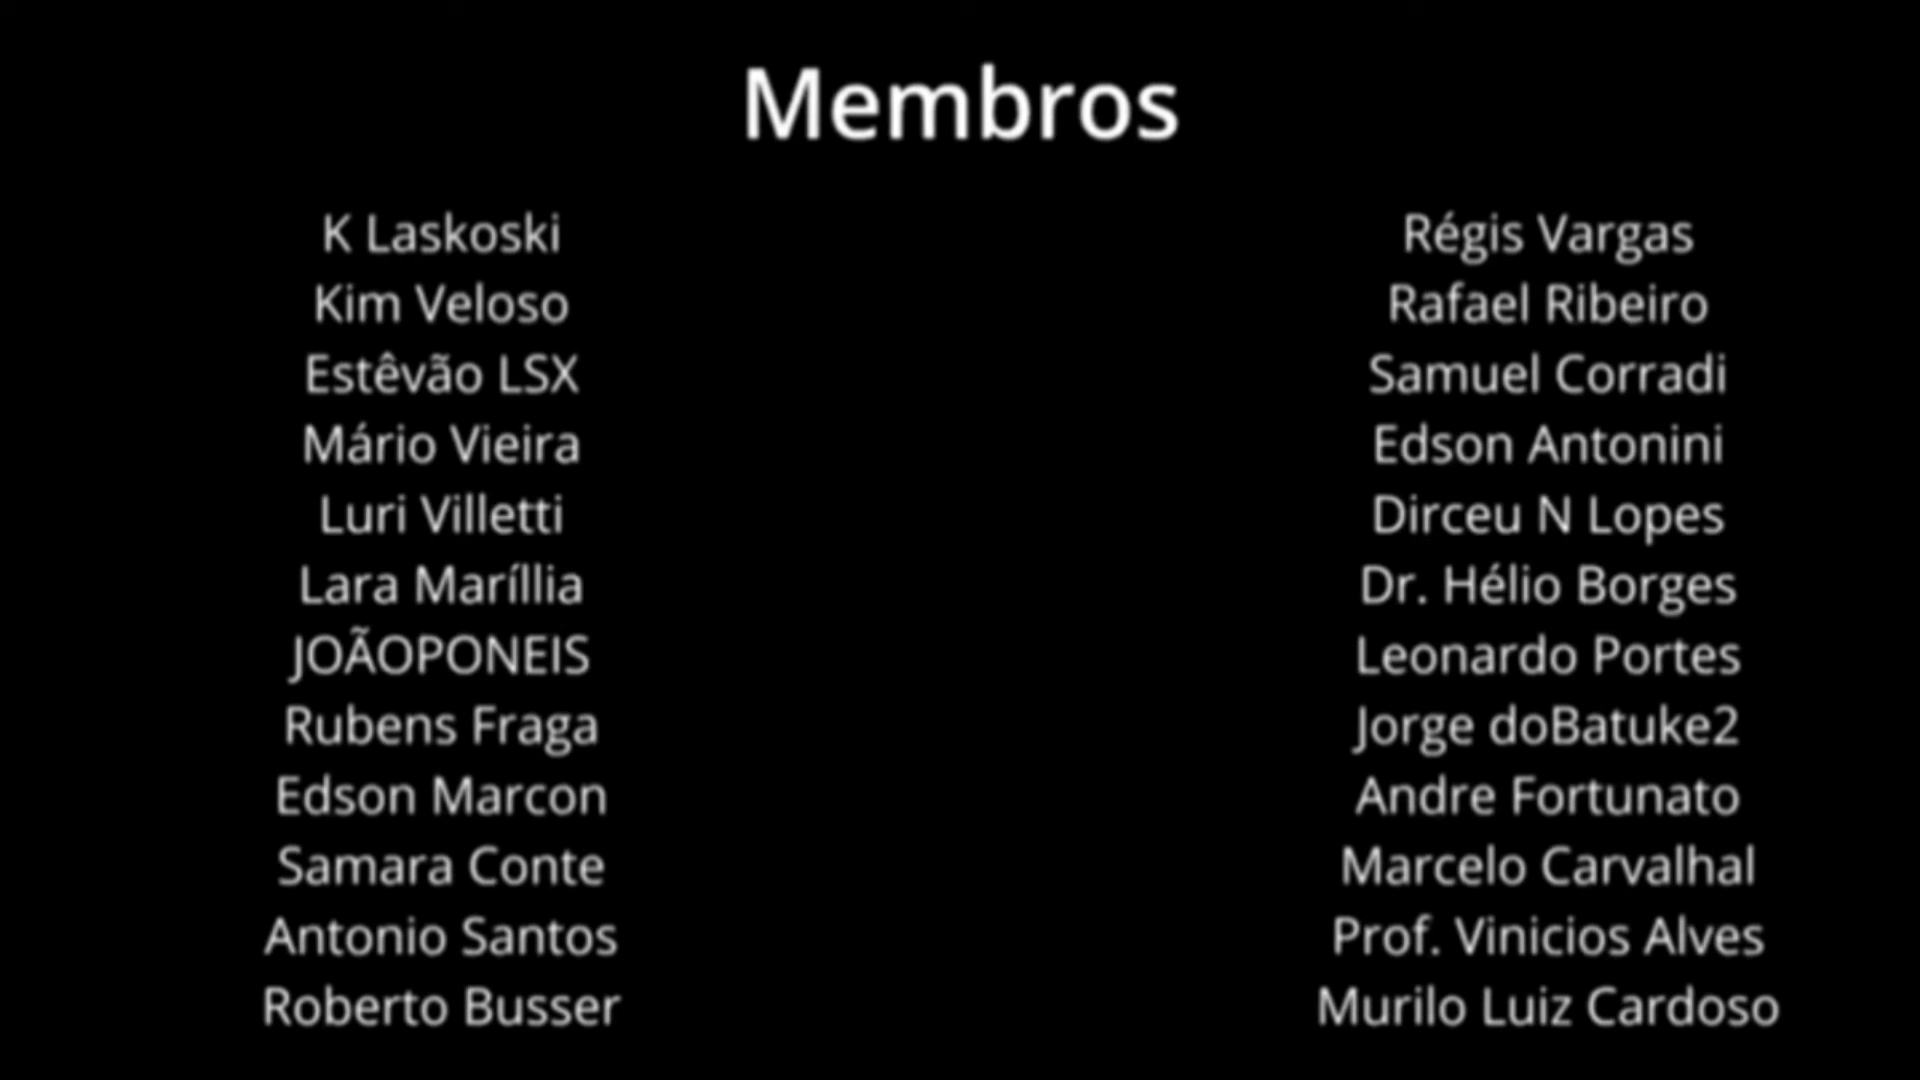 Membros
K Laskoski
Kim Veloso
Estêvão LSX
Mário Vieira
Luri Villetti
Lara Maríllia
JOÃOPONEIS
Rubens Fraga
Edson Marcon
Samara Conte
Antonio Santos
Roberto Busser
Régis Vargas
Rafael Ribeiro
Samuel Corradi
Edson Antonini
Dirceu N Lopes
Dr. Hélio Borges
Leonardo Portes
Jorge doBatuke2
Andre Fortunato
Marcelo Carvalhal
Prof. Vinicios Alves
Murilo Luiz Cardoso